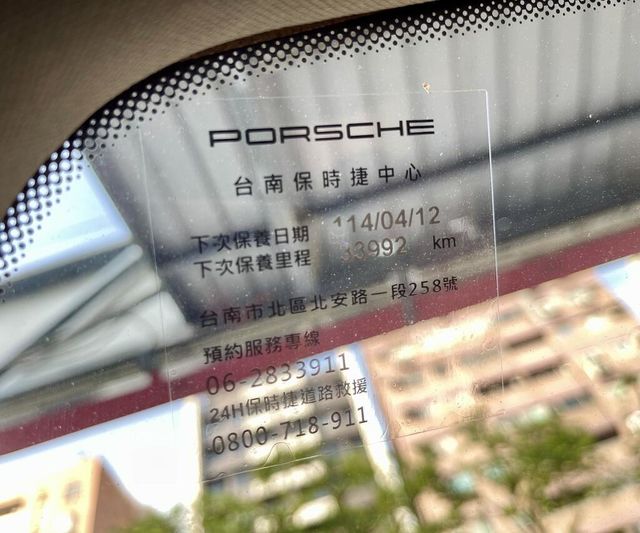 PORSCHE
台南保時捷中心
下次保養日期 114/04/12
下次保養里程 33992 km
台南市北區北安路一段258號
預約服務專線
06-2833911
24H保時捷道路救援
0800-718-911